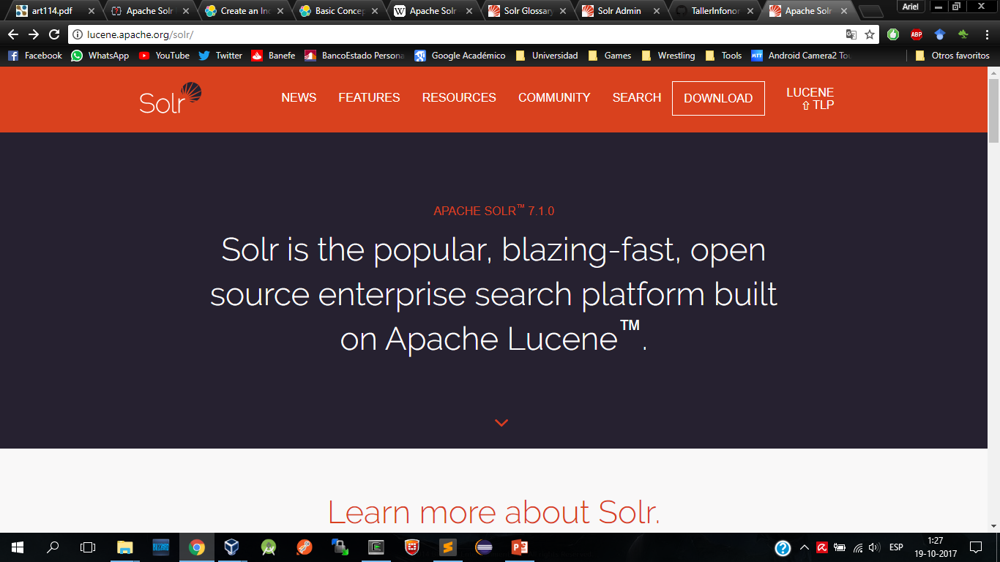 art114.pdf
Apache Solr
Create an Ind
Basic Concep
Apache Solr
Solr Glossary
Solr Admin
TallerInfonor
Apache Solr
Ariel
lucene.apache.org/solr/
Facebook
WhatsApp
YouTube
Twitter
Banefe
BancoEstado Persona
Google Académico
Universidad
Games
Wrestling
Tools
Android Camera2 Tou
Otros favoritos
Solr
NEWS
FEATURES
RESOURCES
COMMUNITY
SEARCH
DOWNLOAD
LUCENE
⇧ TLP
APACHE SOLR™ 7.1.0
Solr is the popular, blazing-fast, open
source enterprise search platform built
on Apache Lucene™.
Learn more about Solr.
ESP
1:27
19-10-2017